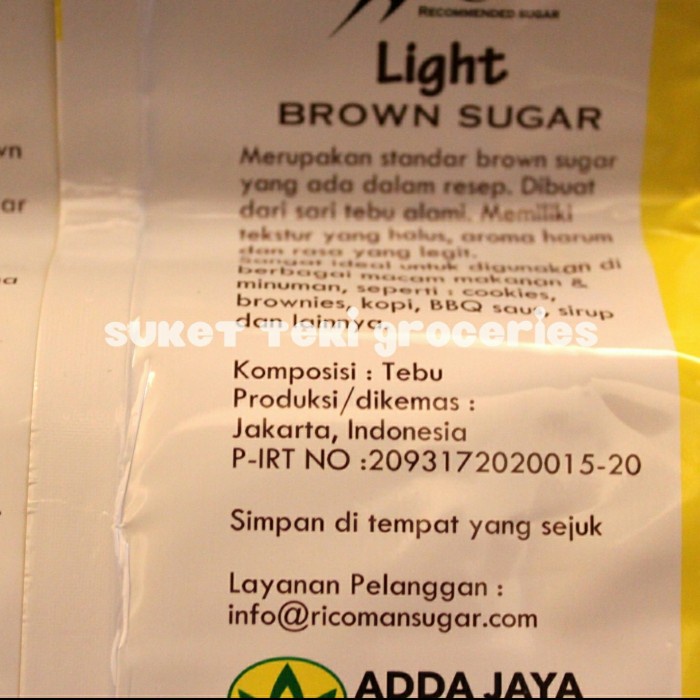 RECOMMENDED SUGAR
Light
BROWN SUGAR
Merupakan standar brown sugar
yang ada dalam resep. Dibuat
dari sari tebu alami. Memiliki
tekstur yang halus, aroma harum
dan rasa yang legit.
Sangat ideal untuk digunakan di
berbagai macam makanan &
minuman, seperti : cookies,
brownies, kopi, BBQ saus, sirup
dan lainnya.
suket teki groceries
Komposisi : Tebu
Produksi/dikemas :
Jakarta, Indonesia
P-IRT NO :2093172020015-20
Simpan di tempat yang sejuk
Layanan Pelanggan :
info@ricomansugar.com
ADDA JAYA